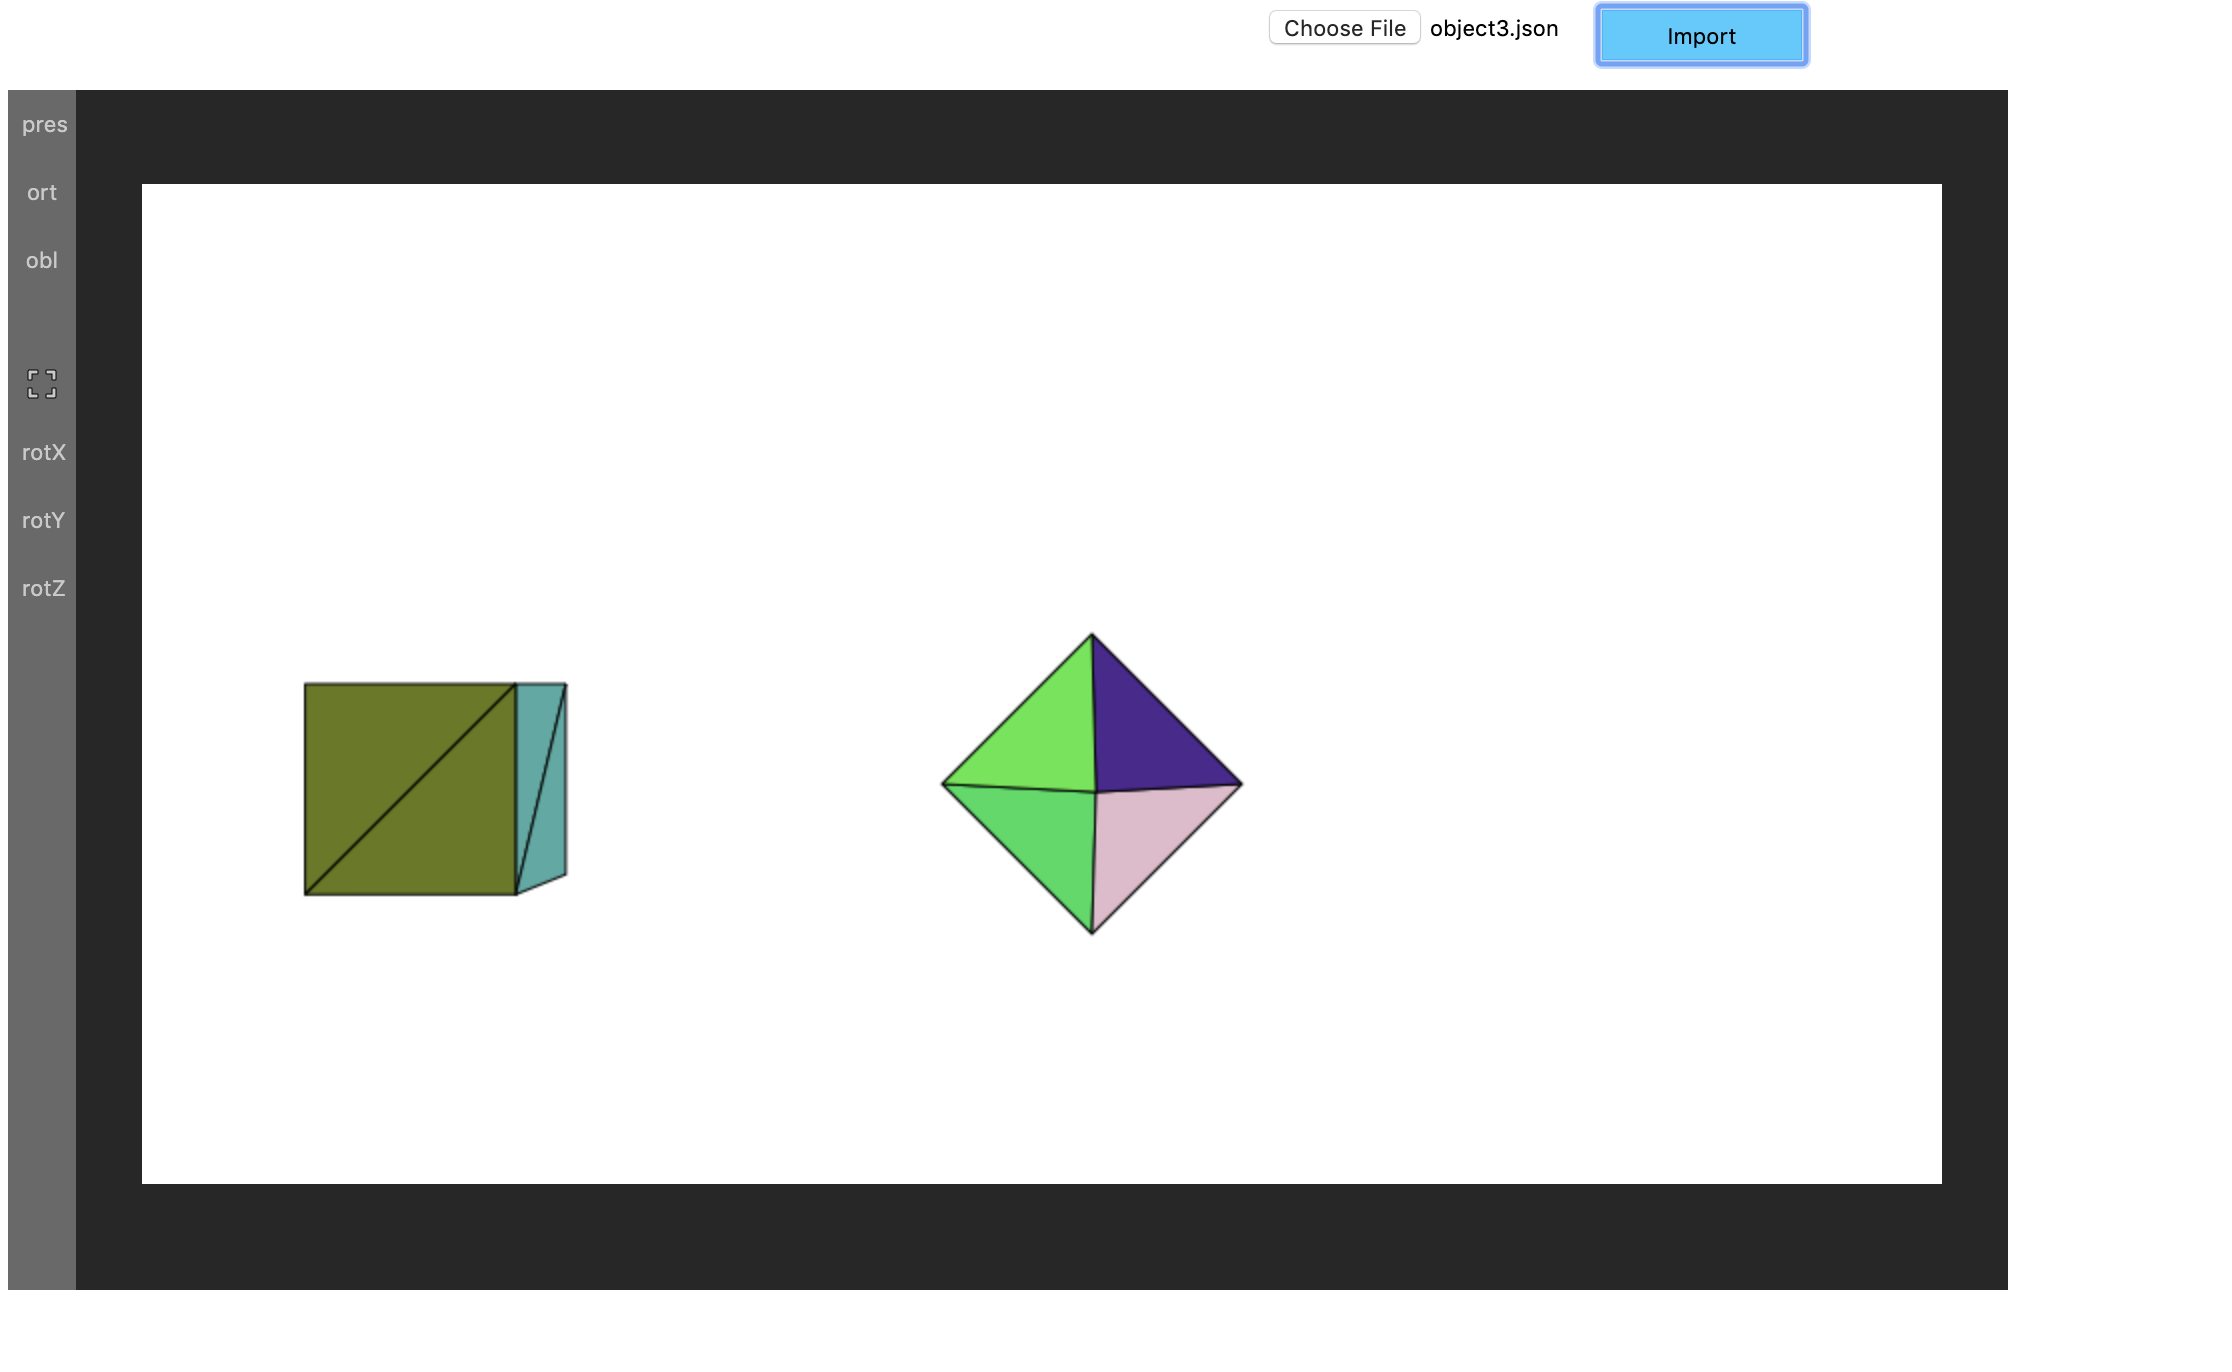 Choose File object3.json Import
pres
ort
obl
rotX
rotY
rotZ